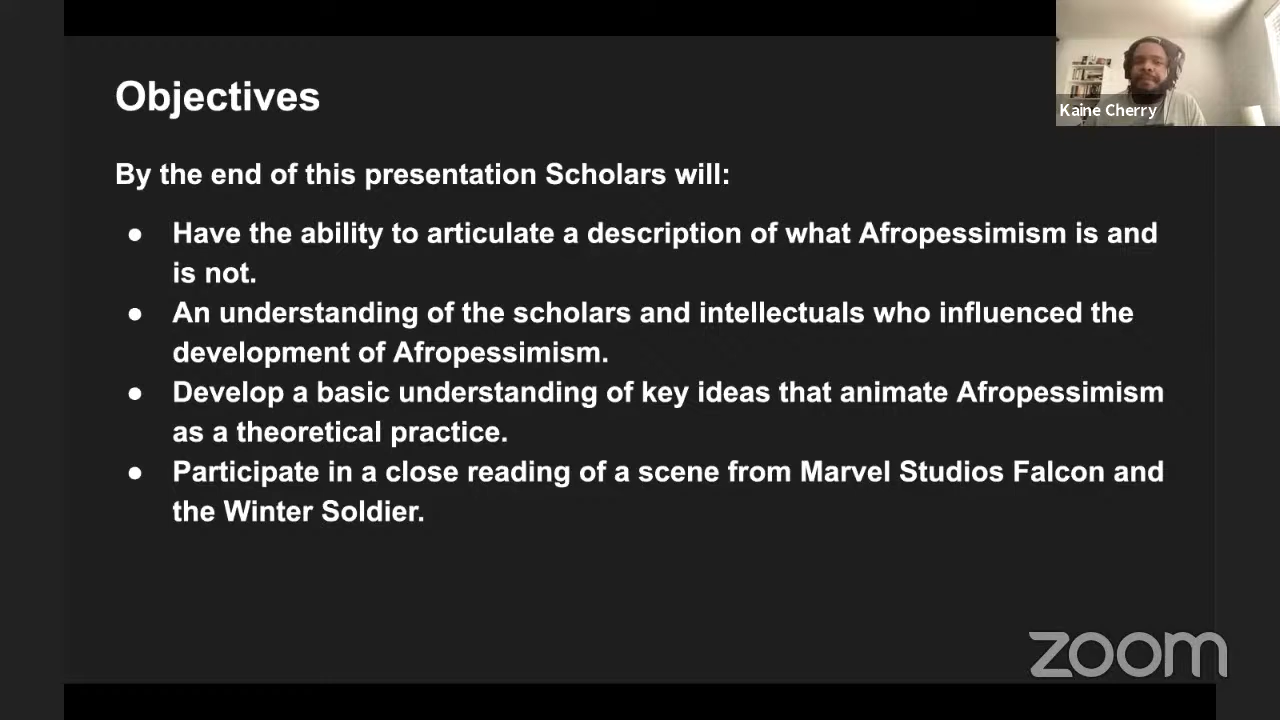 Objectives
Kaine Cherry
By the end of this presentation Scholars will:
● Have the ability to articulate a description of what Afropessimism is and
is not.
● An understanding of the scholars and intellectuals who influenced the
development of Afropessimism.
● Develop a basic understanding of key ideas that animate Afropessimism
as a theoretical practice.
● Participate in a close reading of a scene from Marvel Studios Falcon and
the Winter Soldier.
zoom